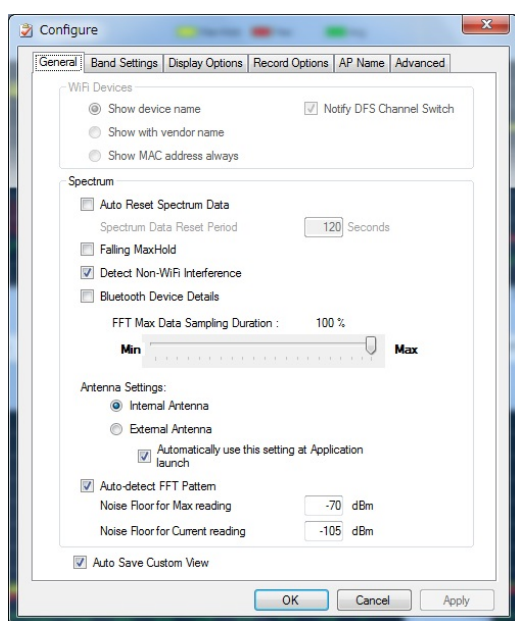 Configure
General Band Settings Display Options Record Options AP Name Advanced
WiFi Devices
Show device name Notify DFS Channel Switch
Show with vendor name
Show MAC address always
Spectrum
Auto Reset Spectrum Data
Spectrum Data Reset Period 120 Seconds
Falling MaxHold
Detect Non-WiFi Interference
Bluetooth Device Details
FFT Max Data Sampling Duration : 100 %
Min Max
Antenna Settings:
Internal Antenna
External Antenna
Automatically use this setting at Application
launch
Auto-detect FFT Pattern
Noise Floor for Max reading -70 dBm
Noise Floor for Current reading -105 dBm
Auto Save Custom View
OK Cancel Apply